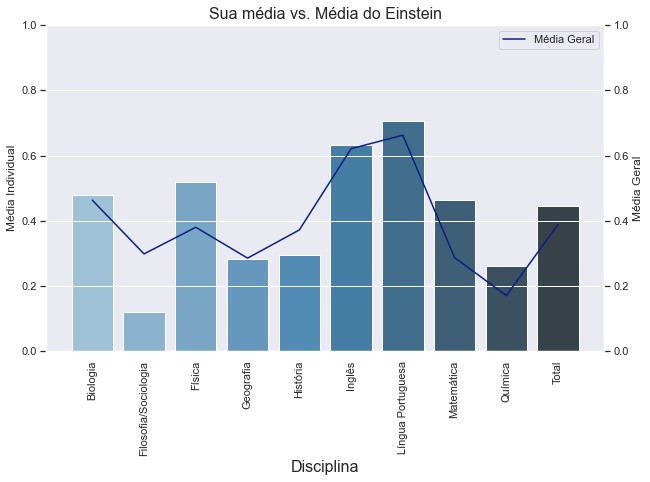 Sua média vs. Média do Einstein
Média Geral
1.0
0.8
0.6
0.4
0.2
0.0
Média Individual
1.0
0.8
0.6
0.4
0.2
0.0
Média Geral
Biologia
Filosofia/Sociologia
Física
Geografia
História
Inglês
Língua Portuguesa
Matemática
Química
Total
Disciplina